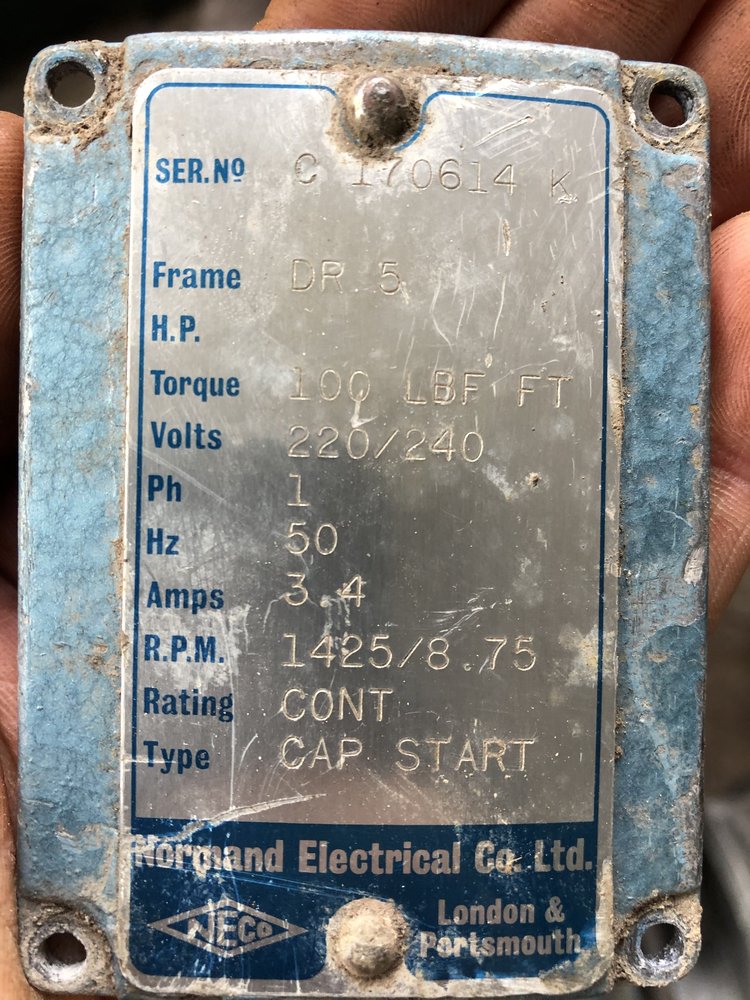 SER.Nº C 170614 K
Frame DR 5
H.P.
Torque 100 LBF FT
Volts 220/240
Ph 1
Hz 50
Amps 3.4
R.P.M. 1425/8.75
Rating CONT
Type CAP START
Normand Electrical Co. Ltd.
NECO
London &
Portsmouth